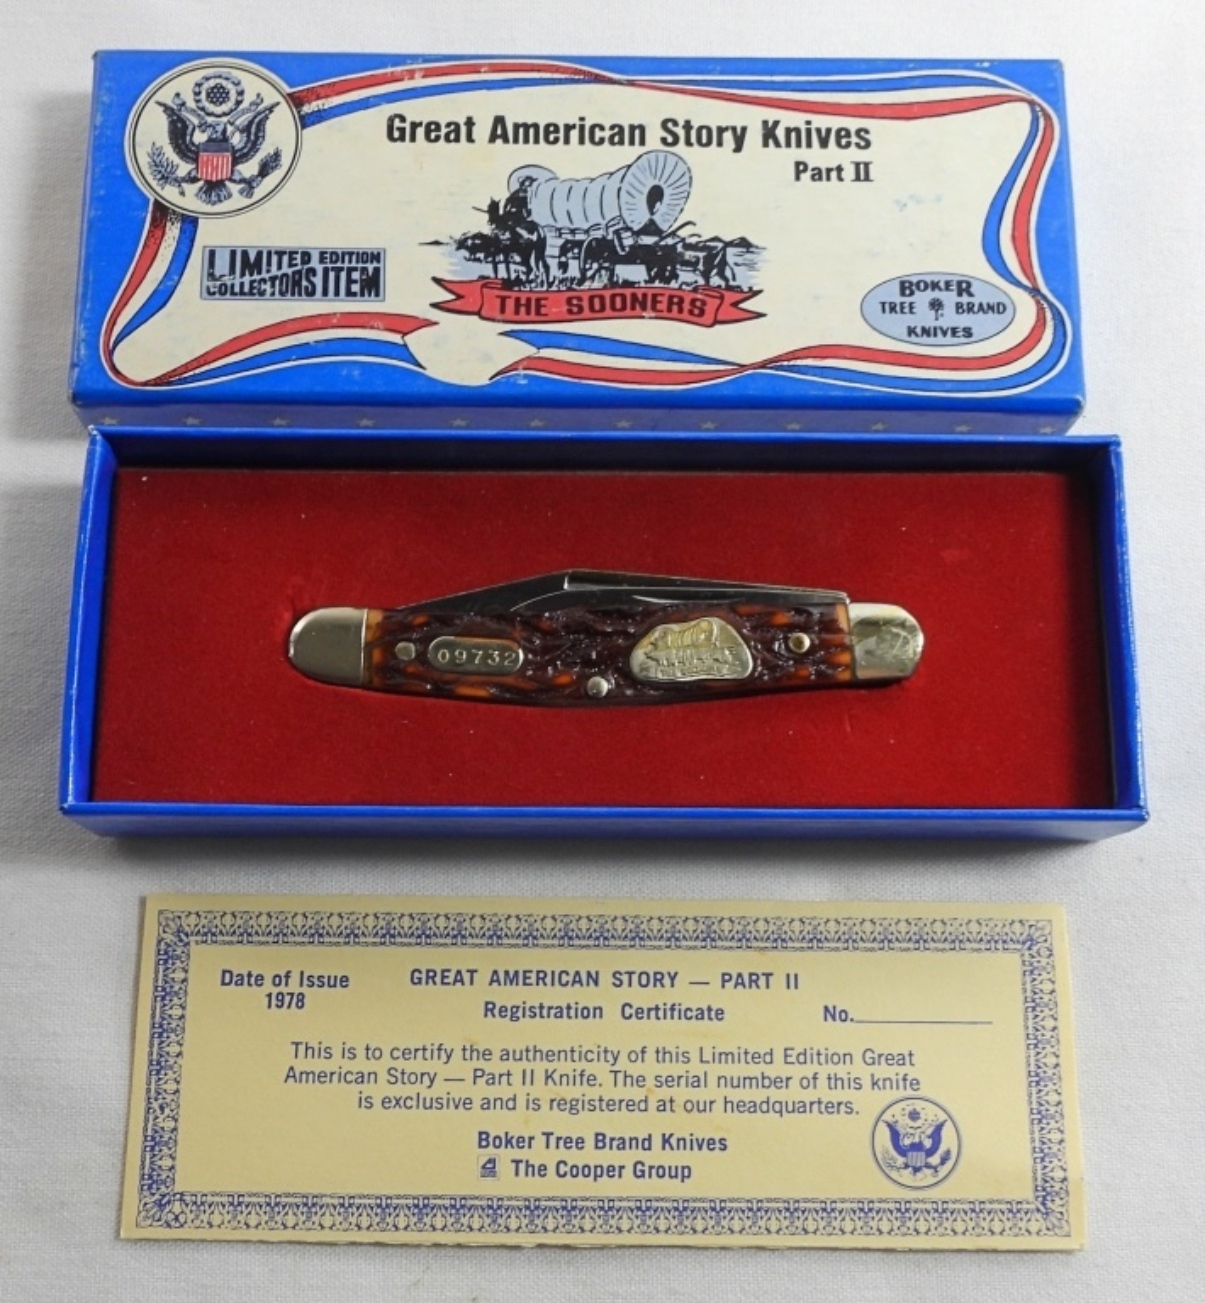 Great American Story Knives
Part II
LIMITED EDITION
COLLECTORS ITEM
THE SOONERS
BOKER
TREE BRAND
KNIVES
09732
Date of Issue
1978
GREAT AMERICAN STORY — PART II
Registration Certificate
No.
This is to certify the authenticity of this Limited Edition Great
American Story — Part II Knife. The serial number of this knife
is exclusive and is registered at our headquarters.
Boker Tree Brand Knives
The Cooper Group